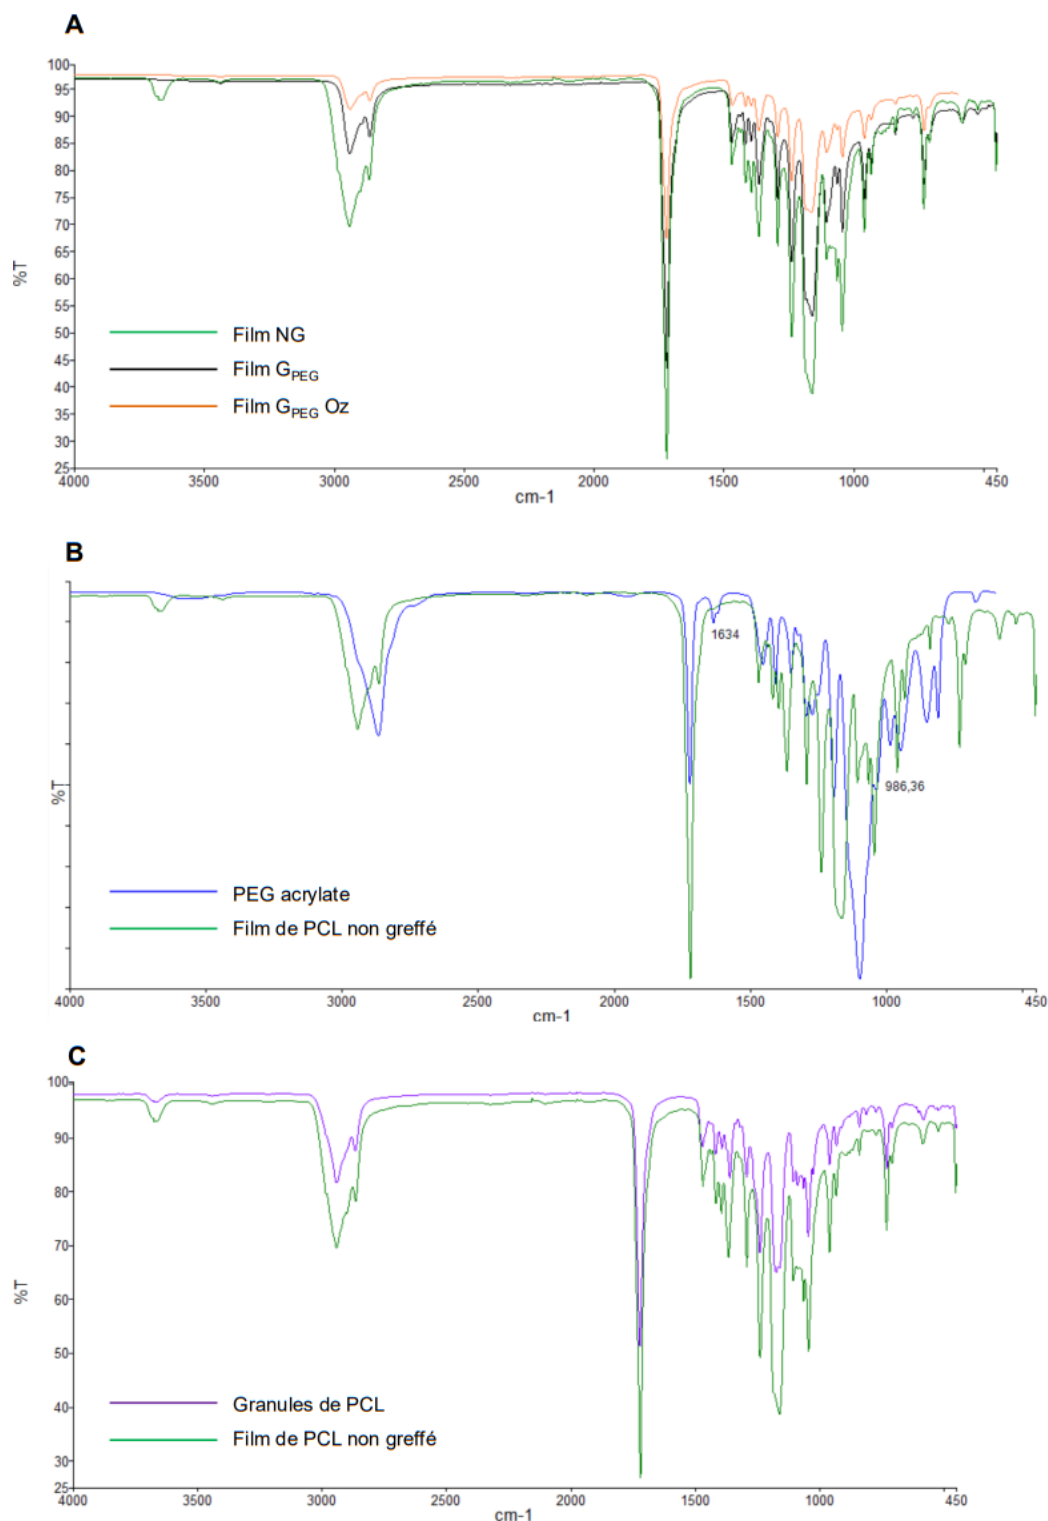 A
100
95
90
85
80
75
70
65
60
55
50
45
40
35
30
25
%T
Film NG
Film GPEG
Film GPEG Oz
4000 3500 3000 2500 2000 1500 1000 450
cm-1
B
1634
986,36
%T
PEG acrylate
Film de PCL non greffé
4000 3500 3000 2500 2000 1500 1000 450
cm-1
C
100
90
80
70
60
50
40
30
25
%T
Granules de PCL
Film de PCL non greffé
4000 3500 3000 2500 2000 1500 1000 450
cm-1